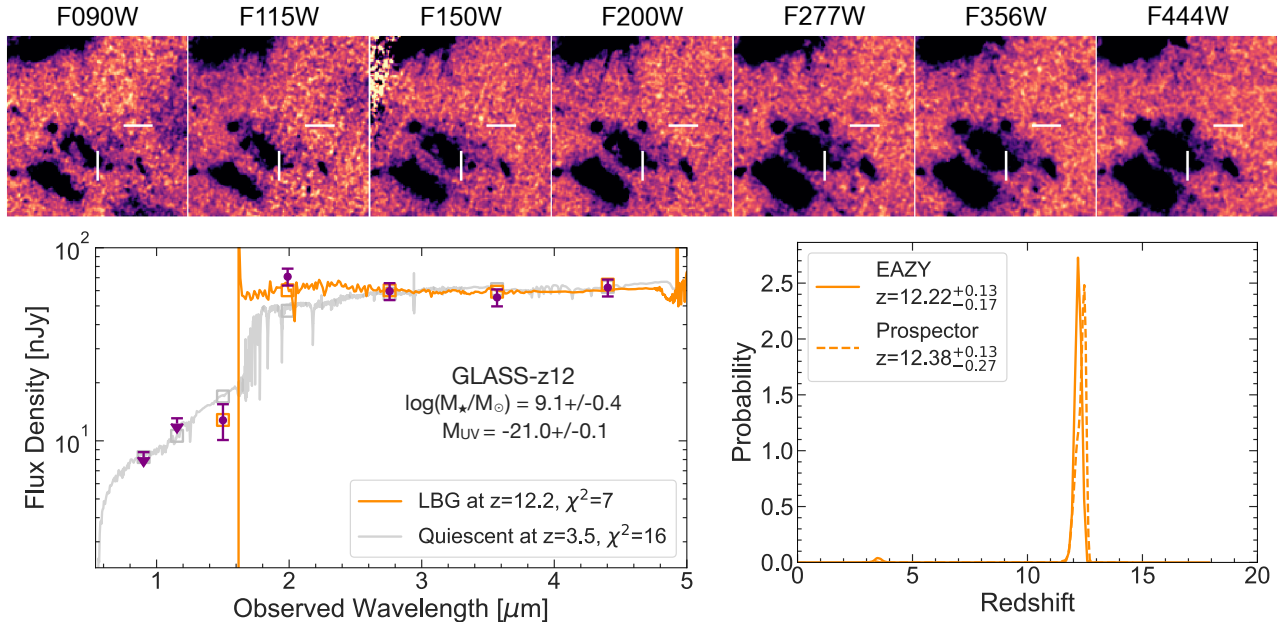 F090W F115W F150W F200W F277W F356W F444W
10²
10¹
Flux Density [nJy]
GLASS-z12
log(M★/M☉) = 9.1+/-0.4
M_UV = -21.0+/-0.1
LBG at z=12.2, χ²=7
Quiescent at z=3.5, χ²=16
1 2 3 4 5
Observed Wavelength [μm]
EAZY
z=12.22^{+0.13}_{-0.17}
Prospector
z=12.38^{+0.13}_{-0.27}
2.5
2.0
1.5
1.0
0.5
0.0
Probability
0 5 10 15 20
Redshift